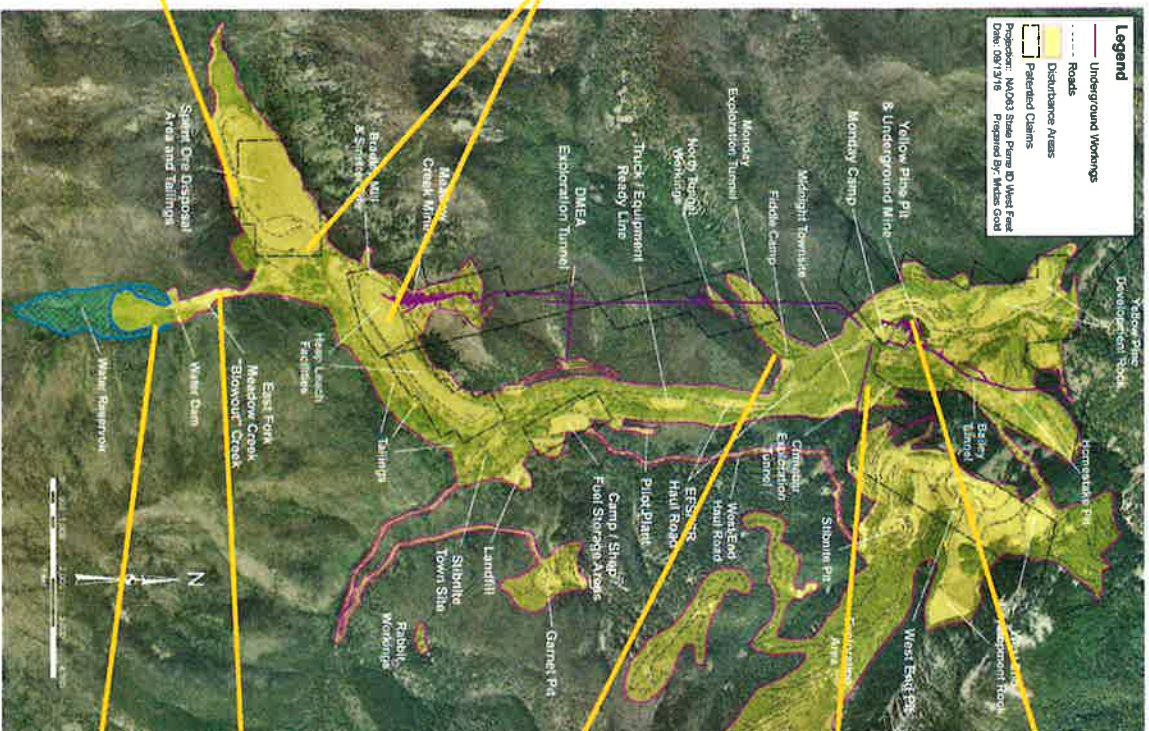 Legend
Underground Workings
Roads
Disturbance Areas
Patented Claims
Projection: NAD83 State Plane ID West Feet
Date: 09/13/16 Prepared By: Midas Gold
Yellow Pine
Development Rock
Homestake Pit
Bailey
Tunnel
Yellow Pine Pit
& Underground Mine
Monday Camp
Midnight Townsite
Fiddle Camp
Monday
Exploration Tunnel
North Tunnel
Workings
Truck / Equipment
Ready Line
DMEA
Exploration Tunnel
Meadow
Creek Mine
Bradley Mill
Spent Ore Disposal
Area and Tailings
Cinnabar
Exploration
Tunnel
Stibnite Pit
West End
Haul Road
EFSFSR
Haul Road
Pilot Plant
Camp / Shop
Fuel Storage Areas
Landfill
Stibnite
Town Site
Garnet Pit
Rabbit
Workings
West End Pit
Development Rock
Area
Heap Leach
Facilities
Tailings
East Fork
Meadow Creek
"Blowout" Creek
Water Dam
Water Reservoir
N